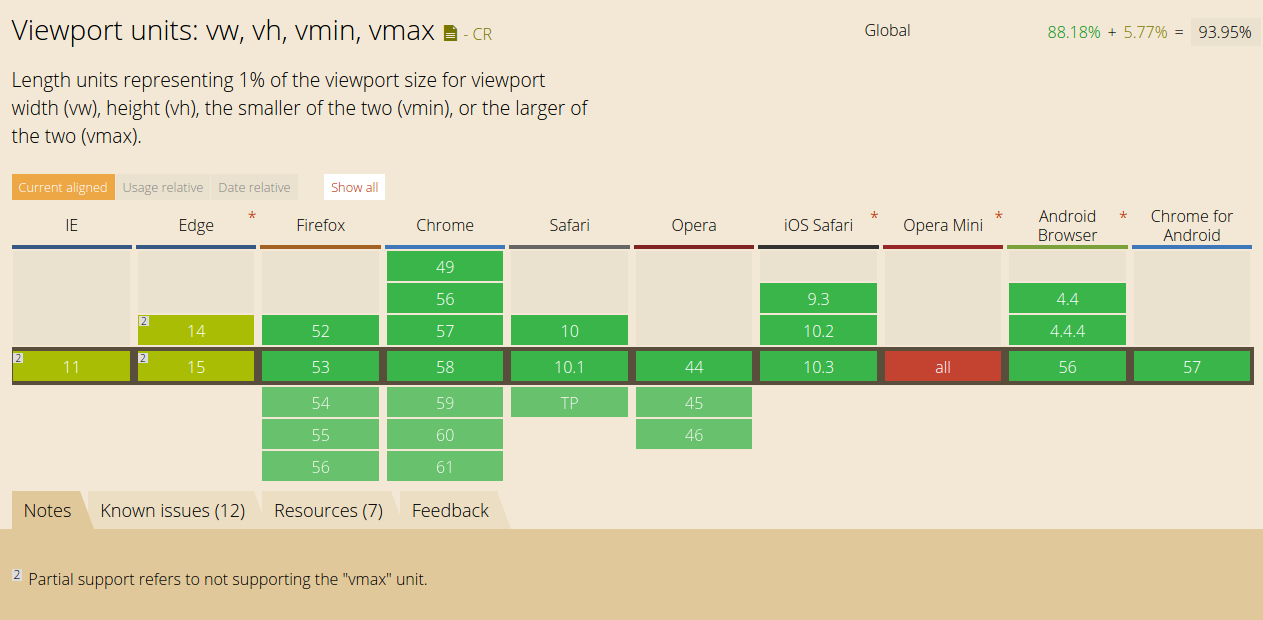 Viewport units: vw, vh, vmin, vmax - CR
Global 88.18% + 5.77% = 93.95%
Length units representing 1% of the viewport size for viewport
width (vw), height (vh), the smaller of the two (vmin), or the larger of
the two (vmax).
Current aligned Usage relative Date relative Show all
IE Edge * Firefox Chrome Safari Opera iOS Safari * Opera Mini * Android Browser * Chrome for Android
49
56 9.3 4.4
2 14 52 57 10 10.2 4.4.4
2 11 2 15 53 58 10.1 44 10.3 all 56 57
54 59 TP 45
55 60 46
56 61
Notes Known issues (12) Resources (7) Feedback
2 Partial support refers to not supporting the "vmax" unit.